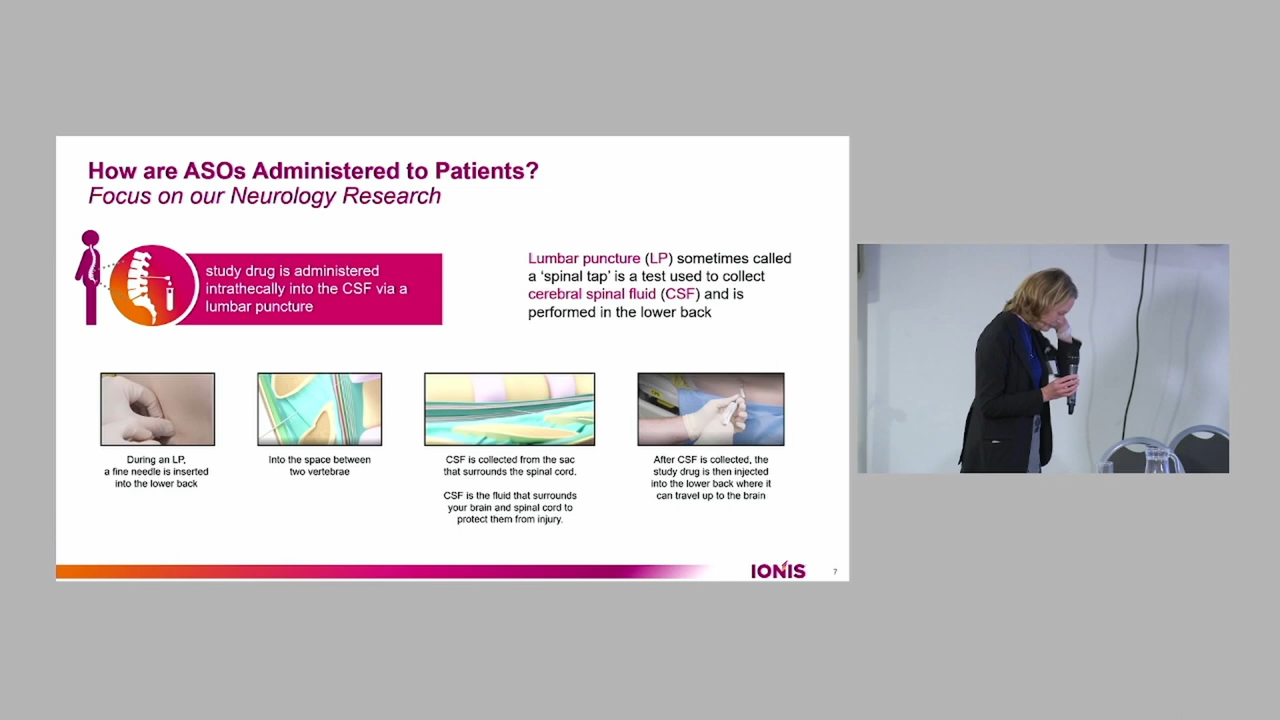 How are ASOs Administered to Patients?
Focus on our Neurology Research
study drug is administered
intrathecally into the CSF via a
lumbar puncture
Lumbar puncture (LP) sometimes called
a ‘spinal tap’ is a test used to collect
cerebral spinal fluid (CSF) and is
performed in the lower back
During an LP,
a fine needle is inserted
into the lower back
Into the space between
two vertebrae
CSF is collected from the sac
that surrounds the spinal cord.
CSF is the fluid that surrounds
your brain and spinal cord to
protect them from injury.
After CSF is collected, the
study drug is then injected
into the lower back where it
can travel up to the brain
IONIS
7